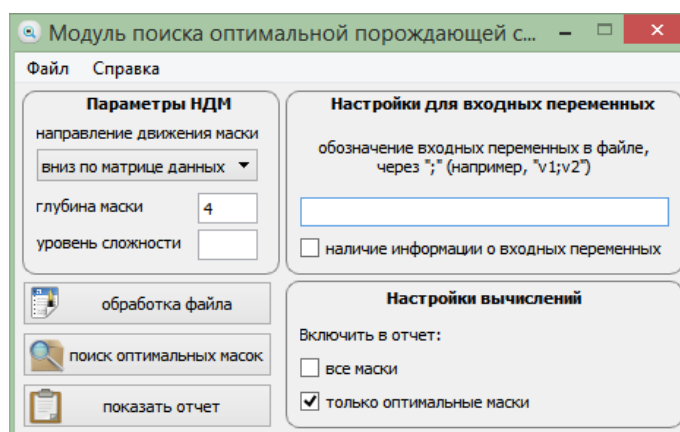 Модуль поиска оптимальной порождающей с...
Файл Справка
Параметры НДМ
направление движения маски
вниз по матрице данных
глубина маски 4
уровень сложности
обработка файла
поиск оптимальных масок
показать отчет
Настройки для входных переменных
обозначение входных переменных в файле,
через ";" (например, "v1;v2")
наличие информации о входных переменных
Настройки вычислений
Включить в отчет:
все маски
только оптимальные маски